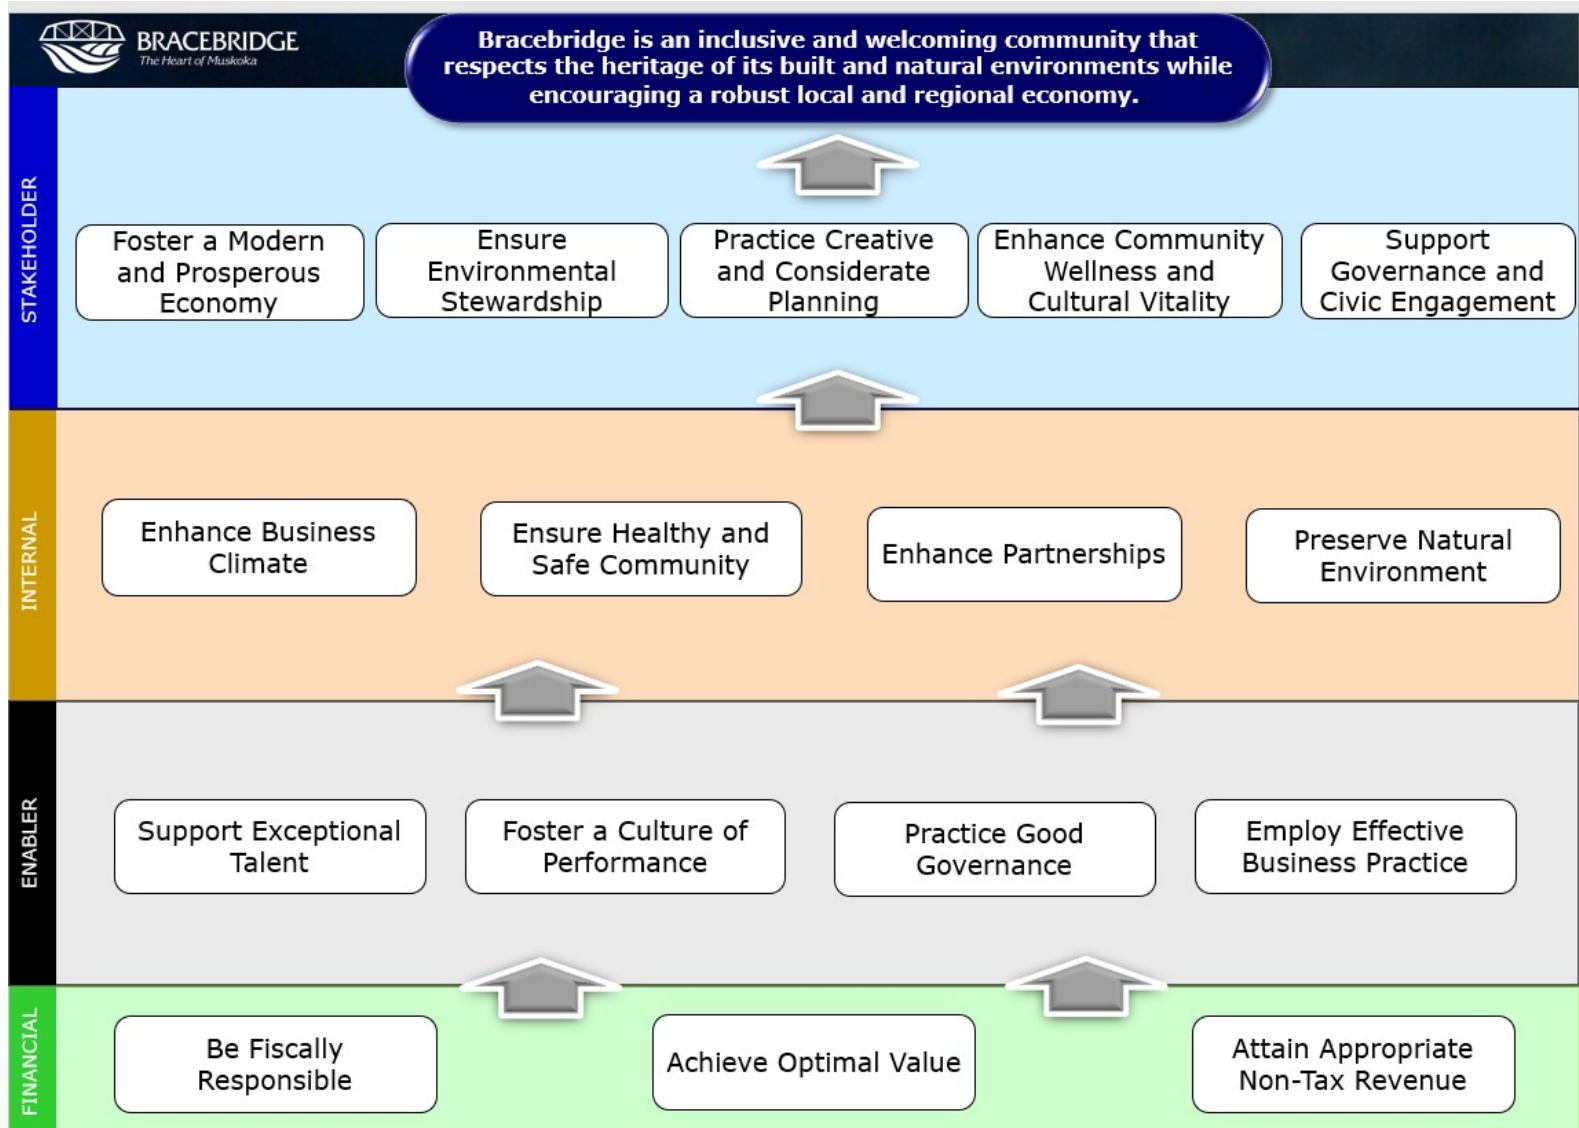 BRACEBRIDGE
The Heart of Muskoka
Bracebridge is an inclusive and welcoming community that
respects the heritage of its built and natural environments while
encouraging a robust local and regional economy.
STAKEHOLDER
Foster a Modern
and Prosperous
Economy
Ensure
Environmental
Stewardship
Practice Creative
and Considerate
Planning
Enhance Community
Wellness and
Cultural Vitality
Support
Governance and
Civic Engagement
INTERNAL
Enhance Business
Climate
Ensure Healthy and
Safe Community
Enhance Partnerships
Preserve Natural
Environment
ENABLER
Support Exceptional
Talent
Foster a Culture of
Performance
Practice Good
Governance
Employ Effective
Business Practice
FINANCIAL
Be Fiscally
Responsible
Achieve Optimal Value
Attain Appropriate
Non-Tax Revenue